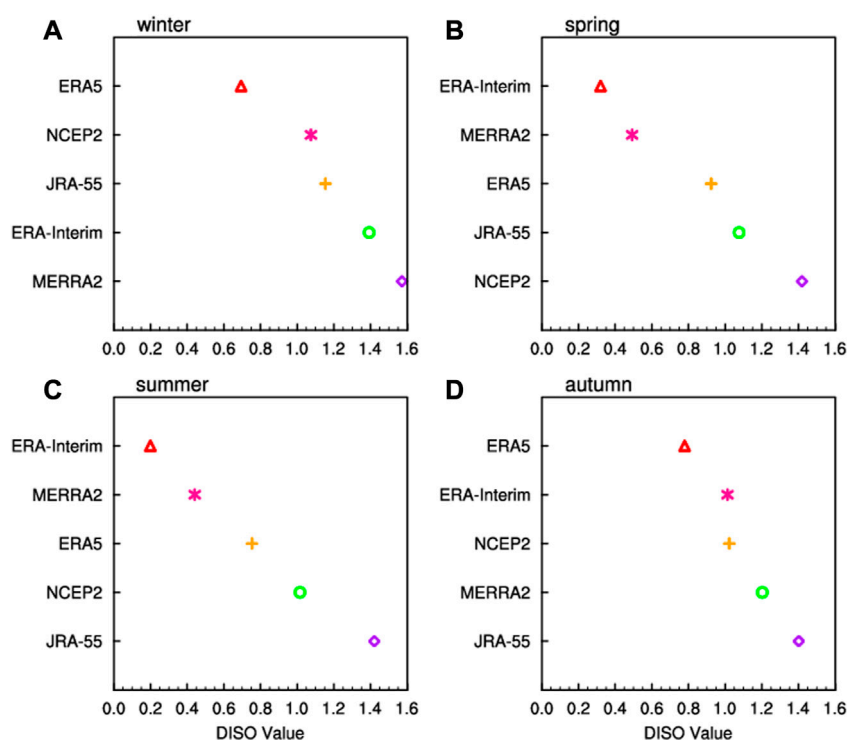 A winter
ERA5
NCEP2
JRA-55
ERA-Interim
MERRA2
0.0 0.2 0.4 0.6 0.8 1.0 1.2 1.4 1.6
B spring
ERA-Interim
MERRA2
ERA5
JRA-55
NCEP2
0.0 0.2 0.4 0.6 0.8 1.0 1.2 1.4 1.6
C summer
ERA-Interim
MERRA2
ERA5
NCEP2
JRA-55
0.0 0.2 0.4 0.6 0.8 1.0 1.2 1.4 1.6
DISO Value
D autumn
ERA5
ERA-Interim
NCEP2
MERRA2
JRA-55
0.0 0.2 0.4 0.6 0.8 1.0 1.2 1.4 1.6
DISO Value